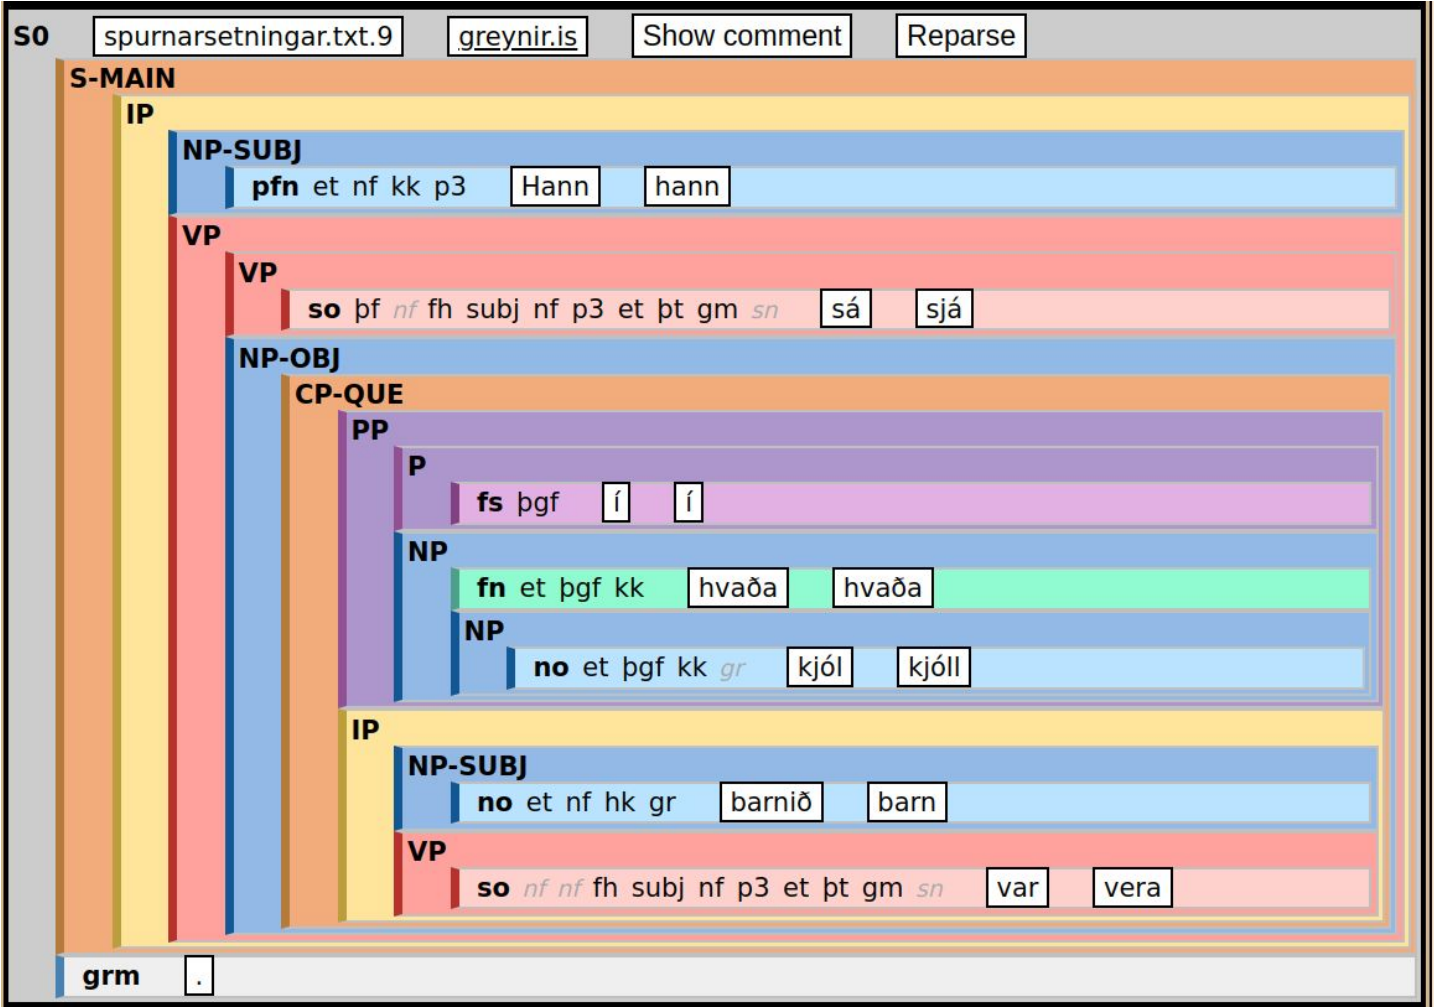 S0 spurnarsetningar.txt.9 greynir.is Show comment Reparse
S-MAIN
IP
NP-SUBJ
pfn et nf kk p3 Hann hann
VP
VP
so þf nf fh subj nf p3 et þt gm sn sá sjá
NP-OBJ
CP-QUE
PP
P
fs þgf í í
NP
fn et þgf kk hvaða hvaða
NP
no et þgf kk gr kjól kjóll
IP
NP-SUBJ
no et nf hk gr barnið barn
VP
so nf nf fh subj nf p3 et þt gm sn var vera
grm .